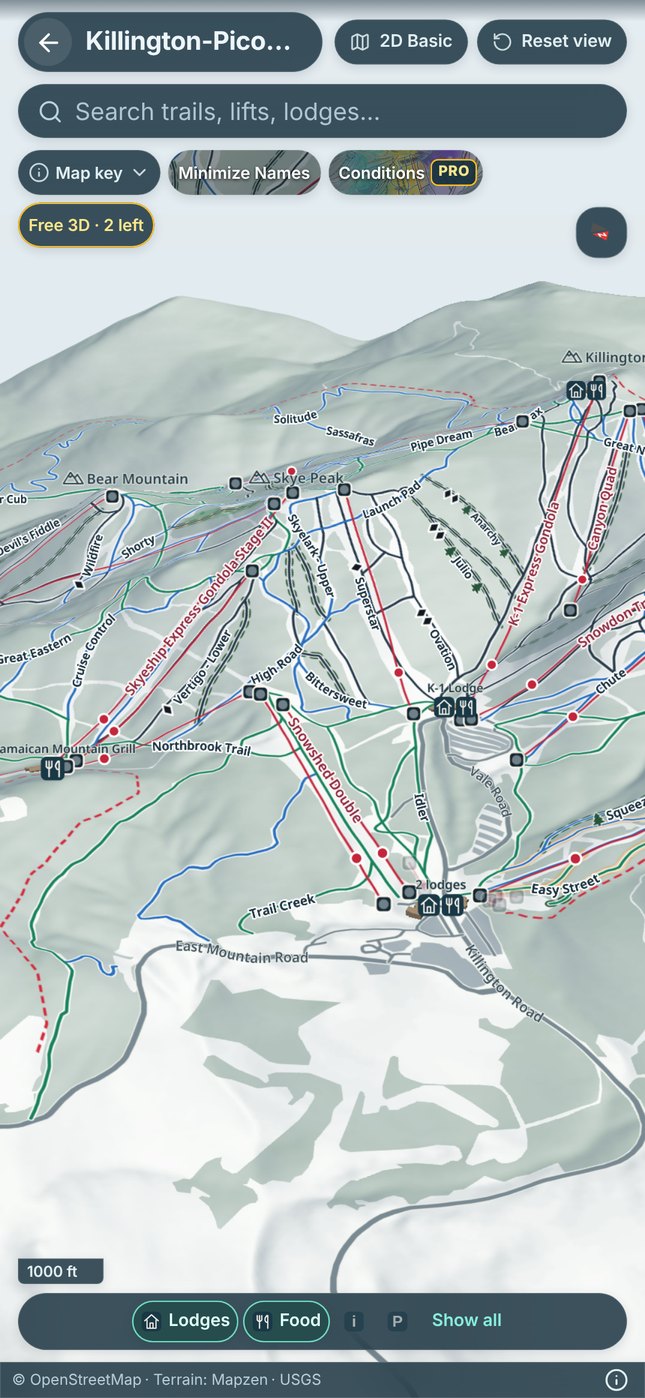 Killington-Pico...
2D Basic
Reset view
Search trails, lifts, lodges...
Map key
Minimize Names
Conditions PRO
Free 3D · 2 left
Killington
Solitude
Sassafras
Pipe Dream
Great N
Bear Mountain
Skye Peak
r Cub
Launch Pad
Anarchy
Julio
Canyon Quad
K-1 Express Gondola
Devil's Fiddle
Wildfire
Shorty
Skyeship Express Gondola Stage II
Skyelark - Upper
Superstar
Ovation
Snowdon Tr
Great Eastern
Cruise Control
Vertigo - Lower
High Road
Bittersweet
K-1 Lodge
Chute
amaican Mountain Grill
Northbrook Trail
Snowshed Double
Idler
Vale Road
Squeez
2 lodges
Easy Street
Trail Creek
East Mountain Road
Killington Road
1000 ft
Lodges
Food
i
P
Show all
© OpenStreetMap · Terrain: Mapzen · USGS